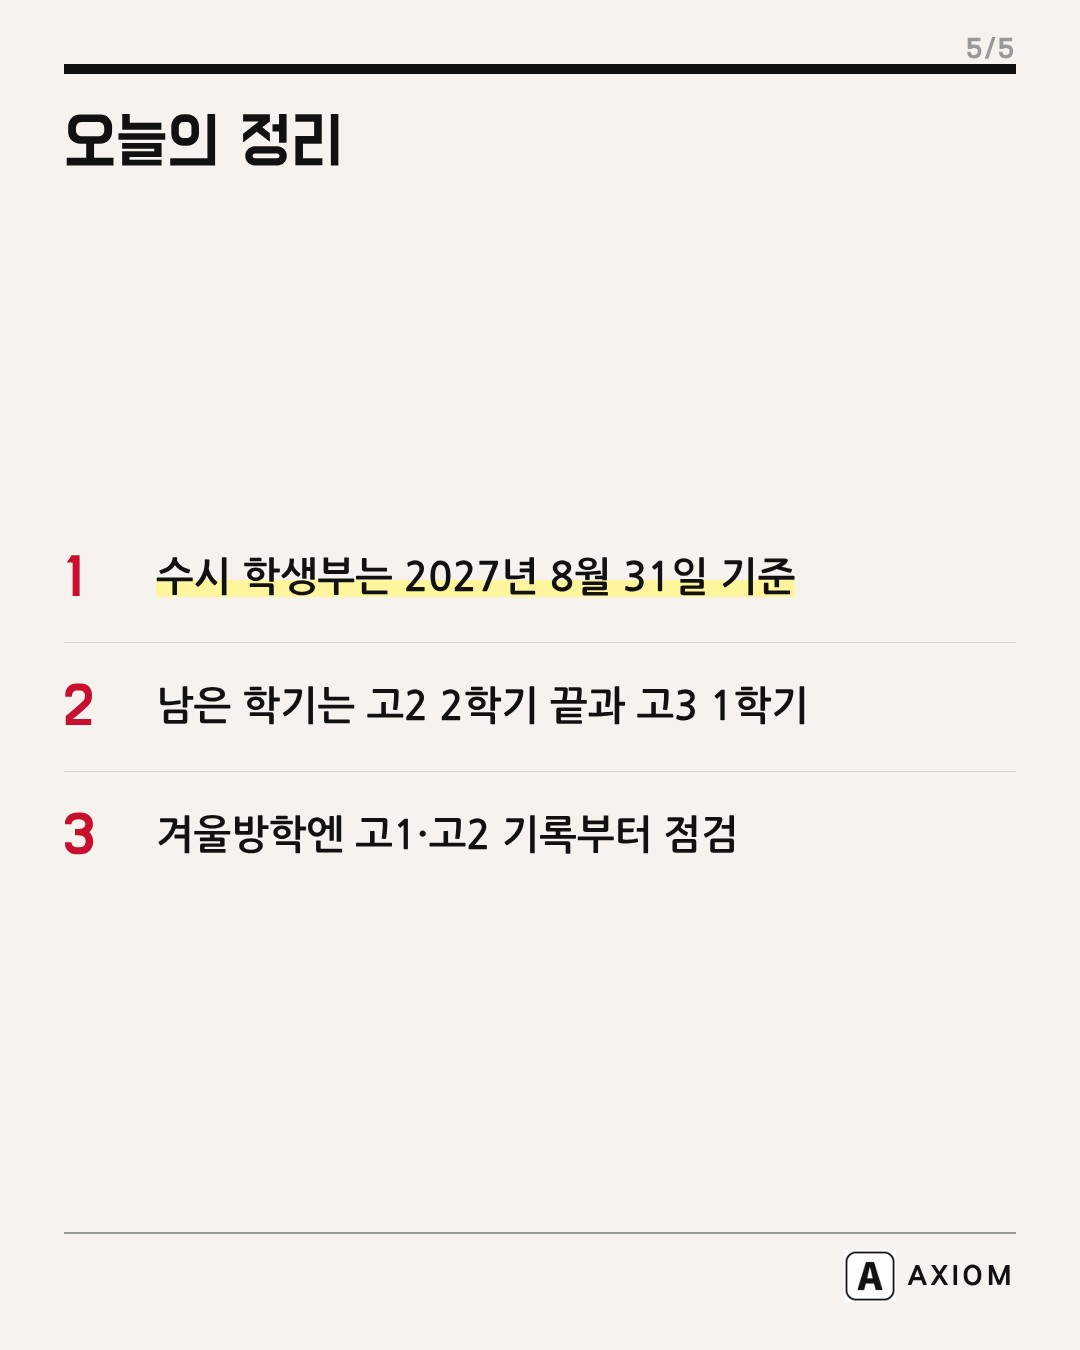 5/5
오늘의 정리
1 수시 학생부는 2027년 8월 31일 기준
2 남은 학기는 고2 2학기 끝과 고3 1학기
3 겨울방학엔 고1·고2 기록부터 점검
A AXIOM